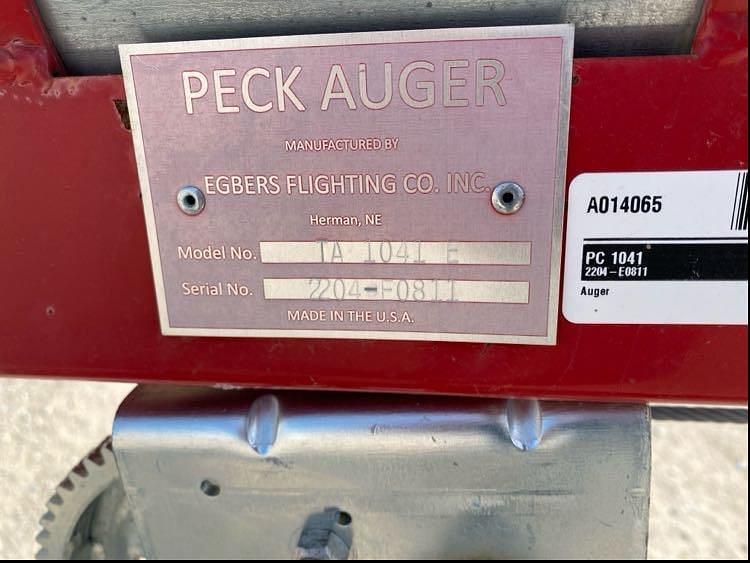 PECK AUGER
MANUFACTURED BY
EGBERS FLIGHTING CO. INC.
Herman, NE
Model No. TA 1041 E
Serial No. 2204-E0811
MADE IN THE U.S.A.
A014065
PC 1041
2204-E0811
Auger